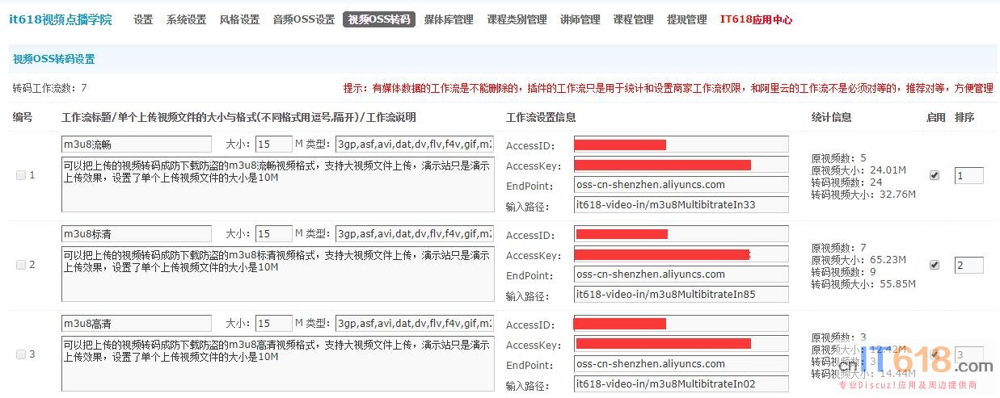 it618视频点播学院 设置 系统设置 风格设置 音频OSS设置 视频OSS转码 媒体库管理 课程类别管理 讲师管理 课程管理 提现管理 IT618应用中心
视频OSS转码设置
转码工作流数：7 提示：有媒体数据的工作流是不能删除的，插件的工作流只是用于统计和设置商家工作流权限，和阿里云的工作流不是必须对等的，推荐对等，方便管理
编号 工作流标题/单个上传视频文件的大小与格式(不同格式用逗号,隔开)/工作流说明 工作流设置信息 统计信息 启用 排序
1
m3u8流畅 大小：15 M 类型：3gp,asf,avi,dat,dv,flv,f4v,gif,m2
可以把上传的视频转码成防下载防盗的m3u8流畅视频格式，支持大视频文件上传，演示站只是演示
上传效果，设置了单个上传视频文件的大小是10M
AccessID：
AccessKey：
EndPoint：oss-cn-shenzhen.aliyuncs.com
输入路径：it618-video-in/m3u8MultibitrateIn33
原视频数：5
原视频大小：24.01M
转码视频数：24
转码视频大小：32.76M
1
2
m3u8标清 大小：15 M 类型：3gp,asf,avi,dat,dv,flv,f4v,gif,m2
可以把上传的视频转码成防下载防盗的m3u8标清视频格式，支持大视频文件上传，演示站只是演示
上传效果，设置了单个上传视频文件的大小是10M
AccessID：
AccessKey：
EndPoint：oss-cn-shenzhen.aliyuncs.com
输入路径：it618-video-in/m3u8MultibitrateIn85
原视频数：7
原视频大小：65.23M
转码视频数：9
转码视频大小：55.85M
2
3
m3u8高清 大小：15 M 类型：3gp,asf,avi,dat,dv,flv,f4v,gif,m2
可以把上传的视频转码成防下载防盗的m3u8高清视频格式，支持大视频文件上传，演示站只是演示
上传效果，设置了单个上传视频文件的大小是10M
AccessID：
AccessKey：
EndPoint：oss-cn-shenzhen.aliyuncs.com
输入路径：it618-video-in/m3u8MultibitrateIn02
原视频数：3
原视频大小：12.42M
转码视频数：3
转码视频大小：14.44M
3
cnIT618.com
专业Discuz!应用及周边提供商